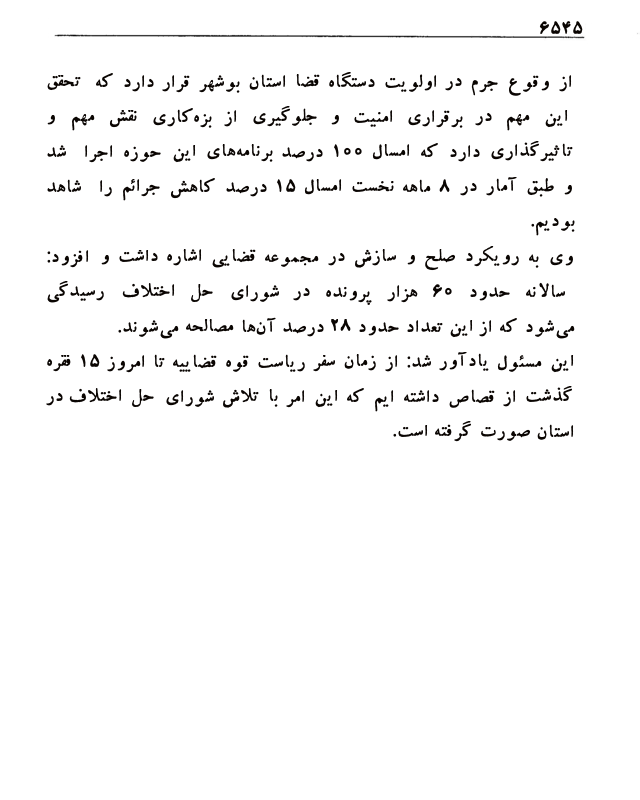 ۶۵۴۵
از وقوع جرم در اولویت دستگاه قضا استان بوشهر قرار دارد که تحقق
این مهم در برقراری امنیت و جلوگیری از بزه‌کاری نقش مهم و
تاثیرگذاری دارد که امسال ۱۰۰ درصد برنامه‌های این حوزه اجرا شد
و طبق آمار در ۸ ماهه نخست امسال ۱۵ درصد کاهش جرائم را شاهد
بودیم.
وی به رویکرد صلح و سازش در مجموعه قضایی اشاره داشت و افزود:
سالانه حدود ۶۰ هزار پرونده در شورای حل اختلاف رسیدگی
می‌شود که از این تعداد حدود ۲۸ درصد آن‌ها مصالحه می‌شوند.
این مسئول یادآور شد: از زمان سفر ریاست قوه قضاییه تا امروز ۱۵ فقره
گذشت از قصاص داشته ایم که این امر با تلاش شورای حل اختلاف در
استان صورت گرفته است.